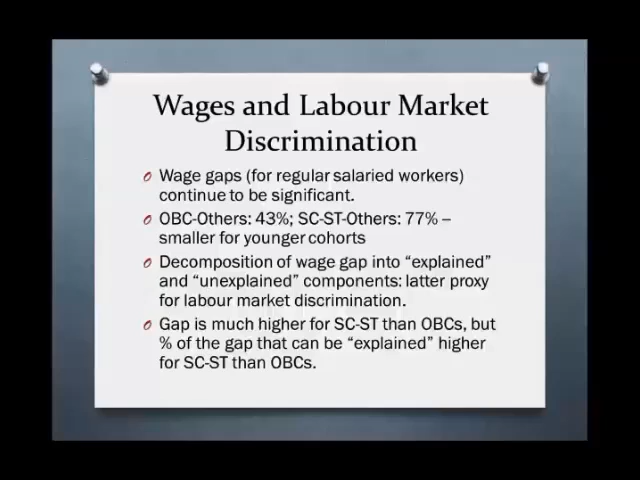 Wages and Labour Market
Discrimination
Wage gaps (for regular salaried workers)
continue to be significant.
OBC-Others: 43%; SC-ST-Others: 77% –
smaller for younger cohorts
Decomposition of wage gap into “explained”
and “unexplained” components: latter proxy
for labour market discrimination.
Gap is much higher for SC-ST than OBCs, but
% of the gap that can be “explained” higher
for SC-ST than OBCs.